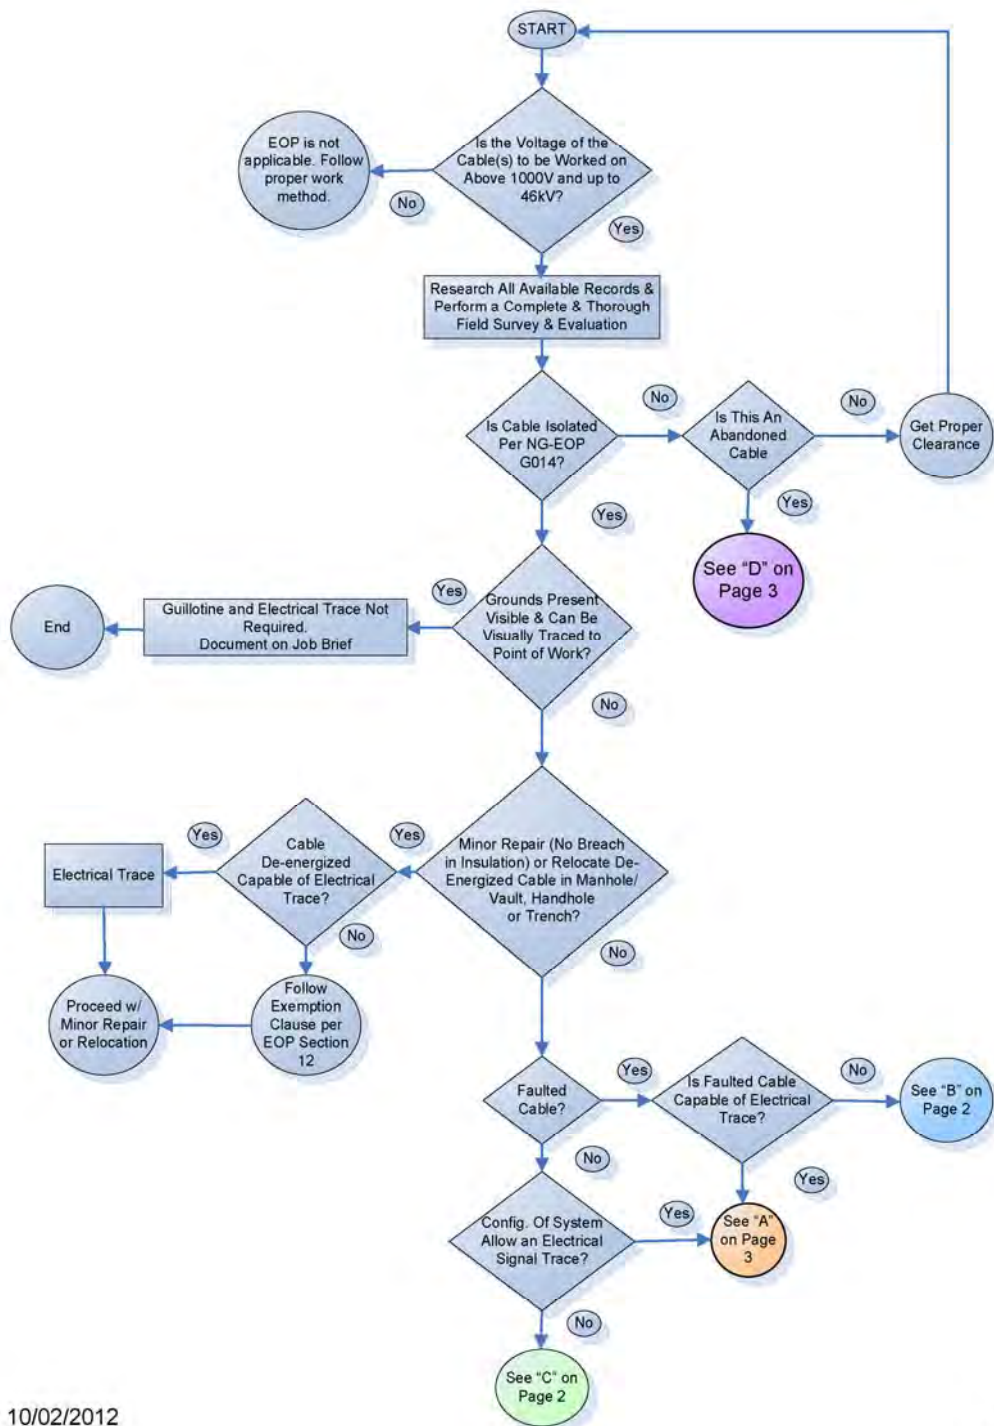 START
Is the Voltage of the
Cable(s) to be Worked on
Above 1000V and up to
46kV?
EOP is not
applicable. Follow
proper work
method.
No
Yes
Research All Available Records &
Perform a Complete & Thorough
Field Survey & Evaluation
Is Cable Isolated
Per NG-EOP
G014?
No
Is This An
Abandoned
Cable
No
Get Proper
Clearance
Yes
Yes
See "D" on
Page 3
Grounds Present
Visible & Can Be
Visually Traced to
Point of Work?
Yes
Guillotine and Electrical Trace Not
Required.
Document on Job Brief
End
No
Minor Repair (No Breach
in Insulation) or Relocate De-
Energized Cable in Manhole/
Vault, Handhole
or Trench?
Yes
Cable
De-energized
Capable of Electrical
Trace?
Yes
Electrical Trace
No
Follow
Exemption
Clause per
EOP Section
12
Proceed w/
Minor Repair
or Relocation
No
Faulted
Cable?
Yes
Is Faulted Cable
Capable of Electrical
Trace?
No
See "B" on
Page 2
No
Yes
Config. Of System
Allow an Electrical
Signal Trace?
Yes
See "A"
on Page
3
No
See "C" on
Page 2
10/02/2012